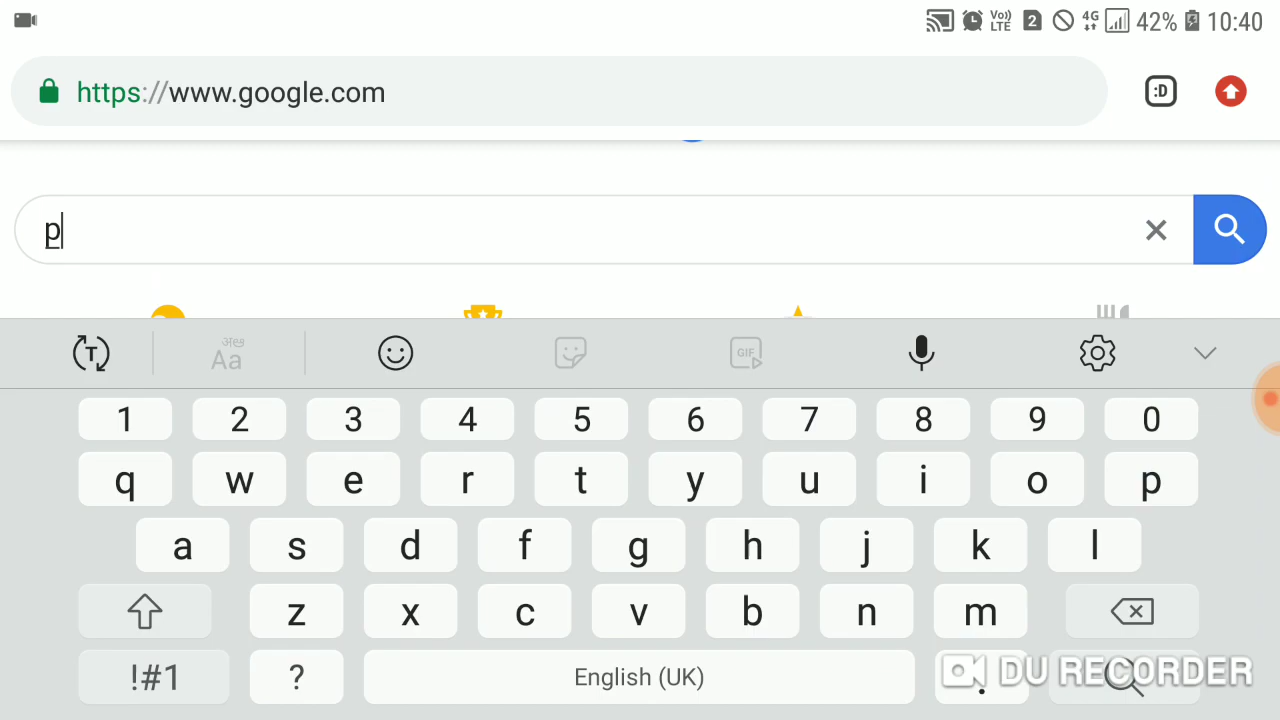 Vo)) LTE 2 4G 42% 10:40
https://www.google.com :D
p
T अआ Aa GIF
1 2 3 4 5 6 7 8 9 0
q w e r t y u i o p
a s d f g h j k l
z x c v b n m
!#1 ? English (UK) .
DU RECORDER